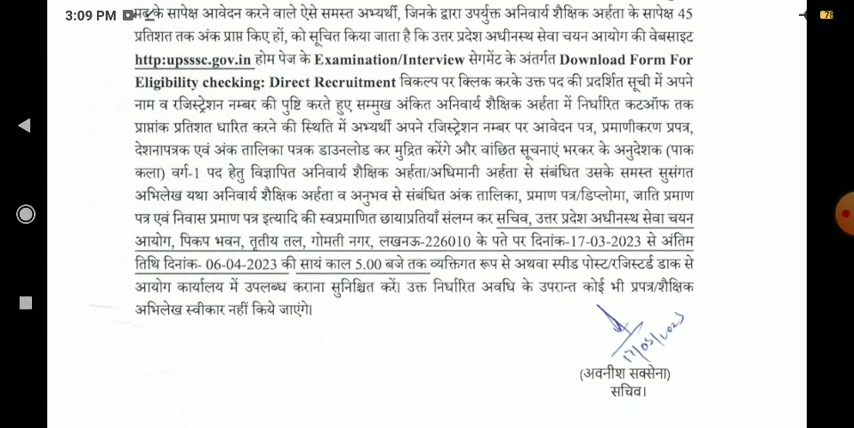 3:09 PM
के सापेक्ष आवेदन करने वाले ऐसे समस्त अभ्यर्थी, जिनके द्वारा उपर्युक्त अनिवार्य शैक्षिक अर्हता के सापेक्ष 45
प्रतिशत तक अंक प्राप्त किए हों, को सूचित किया जाता है कि उत्तर प्रदेश अधीनस्थ सेवा चयन आयोग की वेबसाइट
http:upsssc.gov.in होम पेज के Examination/Interview सेगमेंट के अंतर्गत Download Form For
Eligibility checking: Direct Recruitment विकल्प पर क्लिक करके उक्त पद की प्रदर्शित सूची में अपने
नाम व रजिस्ट्रेशन नम्बर की पुष्टि करते हुए सम्मुख अंकित अनिवार्य शैक्षिक अर्हता में निर्धारित कटऑफ तक
प्राप्तांक प्रतिशत धारित करने की स्थिति में अभ्यर्थी अपने रजिस्ट्रेशन नम्बर पर आवेदन पत्र, प्रमाणीकरण प्रपत्र,
देशनापत्रक एवं अंक तालिका पत्रक डाउनलोड कर मुद्रित करेंगे और वांछित सूचनाएं भरकर के अनुदेशक (पाक
कला) वर्ग-1 पद हेतु विज्ञापित अनिवार्य शैक्षिक अर्हता/अधिमानी अर्हता से संबंधित उसके समस्त सुसंगत
अभिलेख यथा अनिवार्य शैक्षिक अर्हता व अनुभव से संबंधित अंक तालिका, प्रमाण पत्र/डिप्लोमा, जाति प्रमाण
पत्र एवं निवास प्रमाण पत्र इत्यादि की स्वप्रमाणित छायाप्रतियाँ संलग्न कर सचिव, उत्तर प्रदेश अधीनस्थ सेवा चयन
आयोग, पिकप भवन, तृतीय तल, गोमती नगर, लखनऊ-226010 के पते पर दिनांक-17-03-2023 से अंतिम
तिथि दिनांक- 06-04-2023 की सायं काल 5.00 बजे तक व्यक्तिगत रूप से अथवा स्पीड पोस्ट/रजिस्टर्ड डाक से
आयोग कार्यालय में उपलब्ध कराना सुनिश्चित करें। उक्त निर्धारित अवधि के उपरान्त कोई भी प्रपत्र/शैक्षिक
अभिलेख स्वीकार नहीं किये जाएंगे।
17/03/2023
(अवनीश सक्सेना)
सचिव।